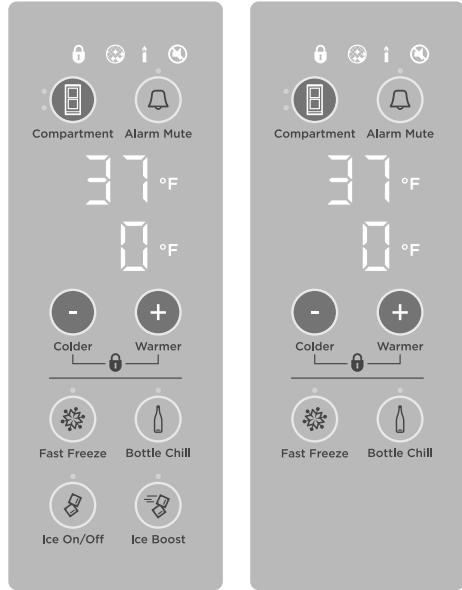 Compartment Alarm Mute
37 °F
0 °F
- +
Colder Warmer
Fast Freeze Bottle Chill
Ice On/Off Ice Boost
Compartment Alarm Mute
37 °F
0 °F
- +
Colder Warmer
Fast Freeze Bottle Chill